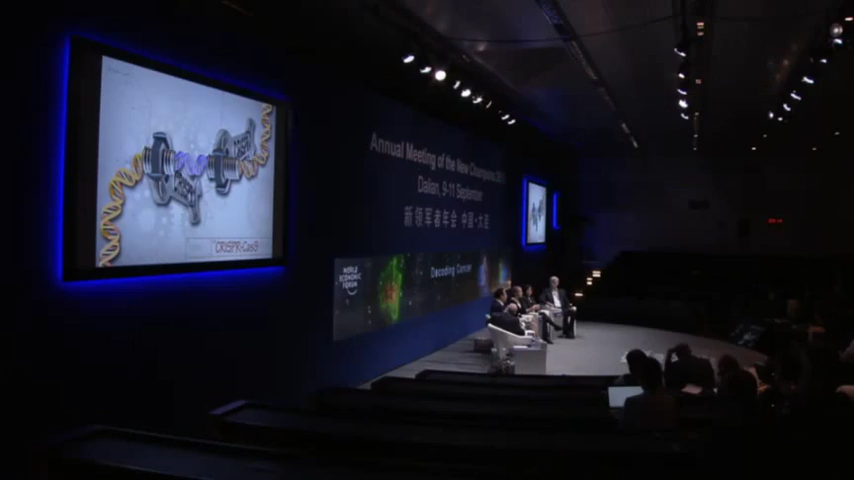 CRISPR-Cas9
Annual Meeting of the New Champions
Dalian, 9-11 September
新领军者年会 中国·大连
WORLD
ECONOMIC
FORUM
Decoding Cancer